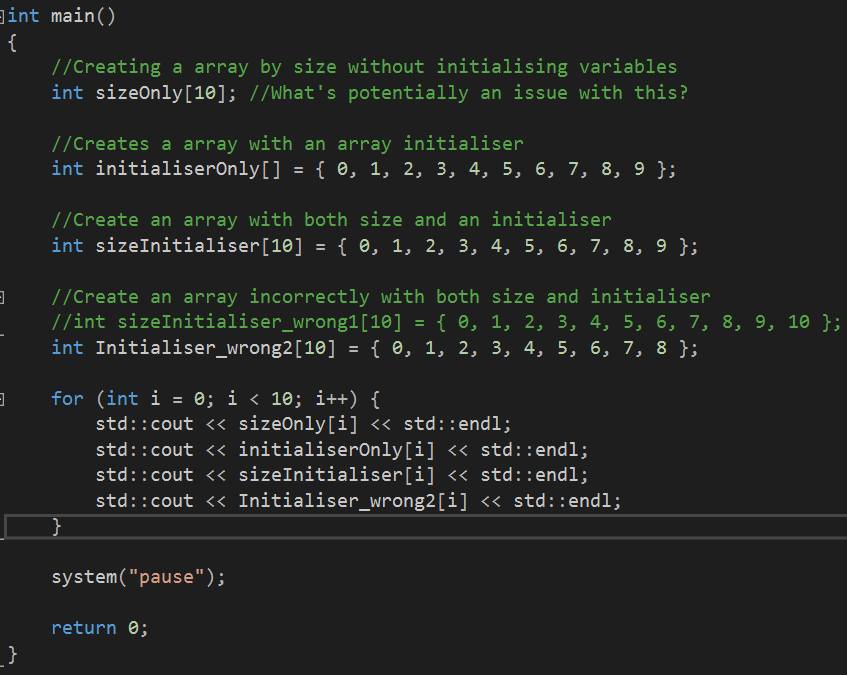 int main()
{
//Creating a array by size without initialising variables
int sizeOnly[10]; //What's potentially an issue with this?
//Creates a array with an array initialiser
int initialiserOnly[] = { 0, 1, 2, 3, 4, 5, 6, 7, 8, 9 };
//Create an array with both size and an initialiser
int sizeInitialiser[10] = { 0, 1, 2, 3, 4, 5, 6, 7, 8, 9 };
//Create an array incorrectly with both size and initialiser
//int sizeInitialiser_wrong1[10] = { 0, 1, 2, 3, 4, 5, 6, 7, 8, 9, 10 };
int Initialiser_wrong2[10] = { 0, 1, 2, 3, 4, 5, 6, 7, 8 };
for (int i = 0; i < 10; i++) {
std::cout << sizeOnly[i] << std::endl;
std::cout << initialiserOnly[i] << std::endl;
std::cout << sizeInitialiser[i] << std::endl;
std::cout << Initialiser_wrong2[i] << std::endl;
}
system("pause");
return 0;
}